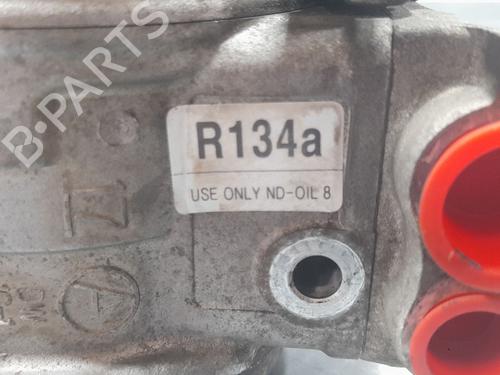 B-PARTS
R134a
USE ONLY ND-OIL 8
A